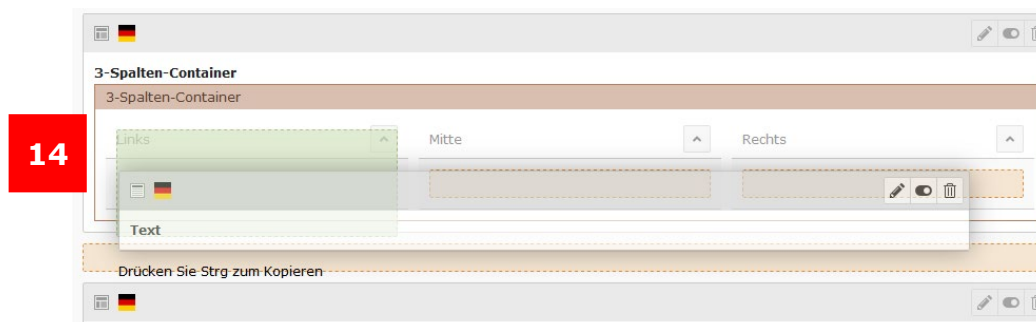 3-Spalten-Container
3-Spalten-Container
14
Links
Mitte
Rechts
Text
Drücken Sie Strg zum Kopieren